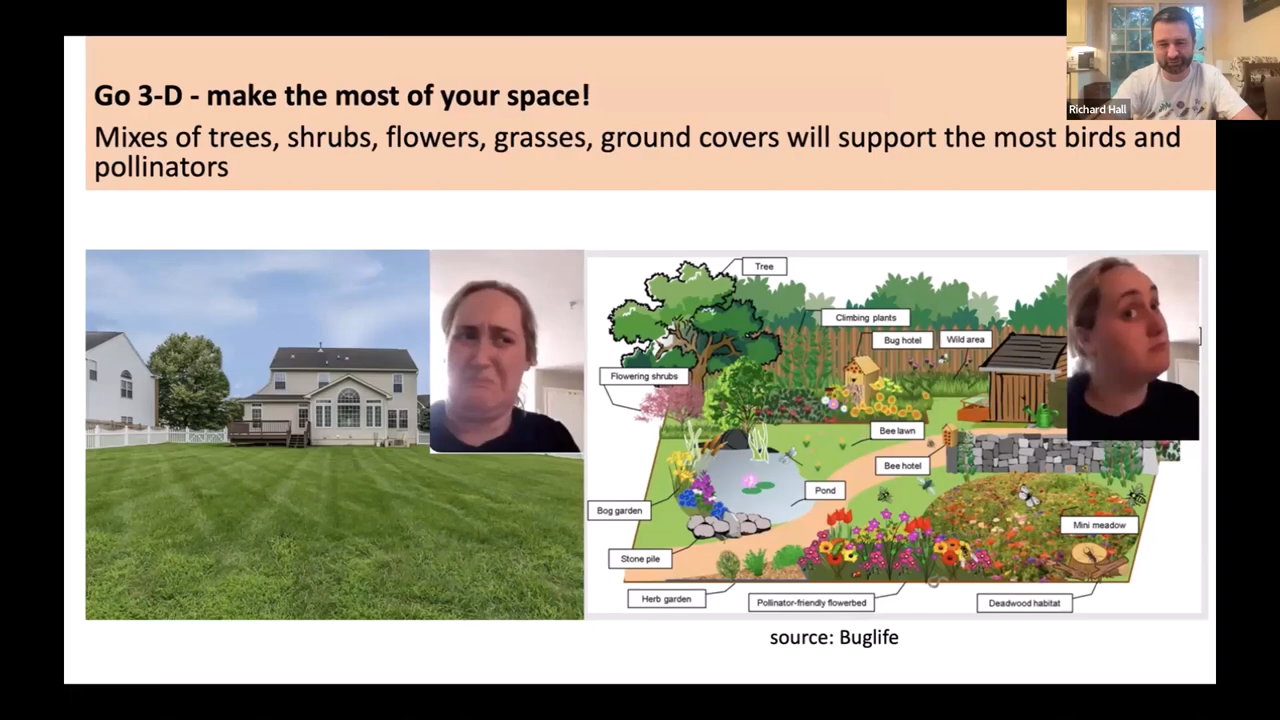 Go 3-D - make the most of your space!
Mixes of trees, shrubs, flowers, grasses, ground covers will support the most birds and
pollinators
Richard Hall
Tree
Climbing plants
Bug hotel
Wild area
Flowering shrubs
Bee lawn
Bee hotel
Pond
Bog garden
Mini meadow
Stone pile
Herb garden
Pollinator-friendly flowerbed
Deadwood habitat
source: Buglife